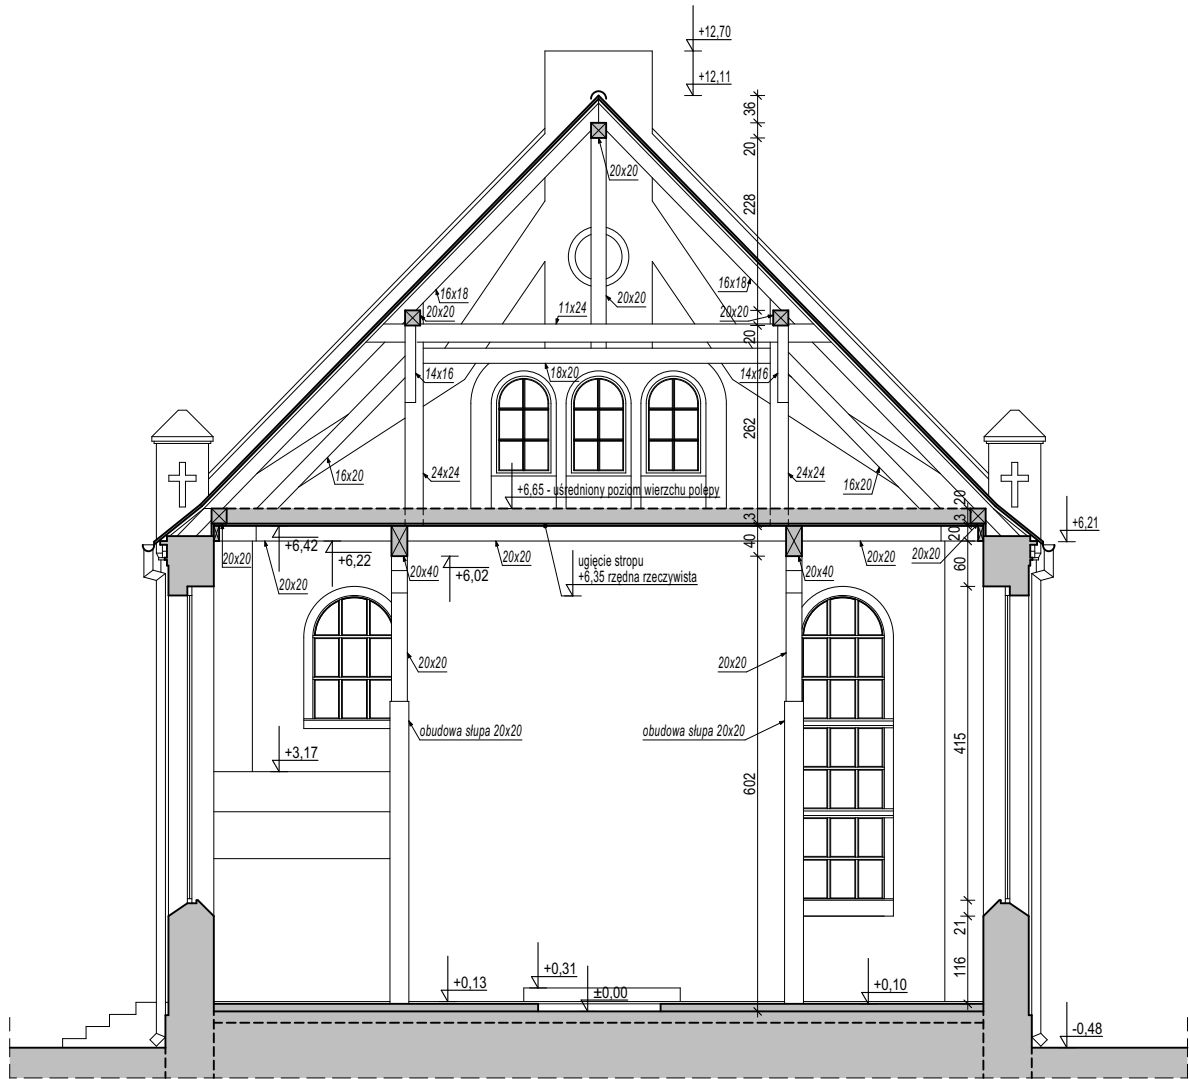 +12,70
+12,11
36
20
20x20
228
16x18
16x18
20x20
11x24
20x20
20x20
20
14x16
18x20
14x16
262
16x20
24x24
24x24
16x20
+6,65 - uśredniony poziom wierzchu polepy
20
3
3
+6,21
20
40
+6,42
+6,22
20x20
20x20
20x20
20x20
20x40
+6,02
20x20
20x40
ugięcie stropu
+6,35 rzędna rzeczywista
60
20x20
20x20
obudowa słupa 20x20
obudowa słupa 20x20
+3,17
415
602
21
116
+0,13
+0,31
±0,00
+0,10
-0,48